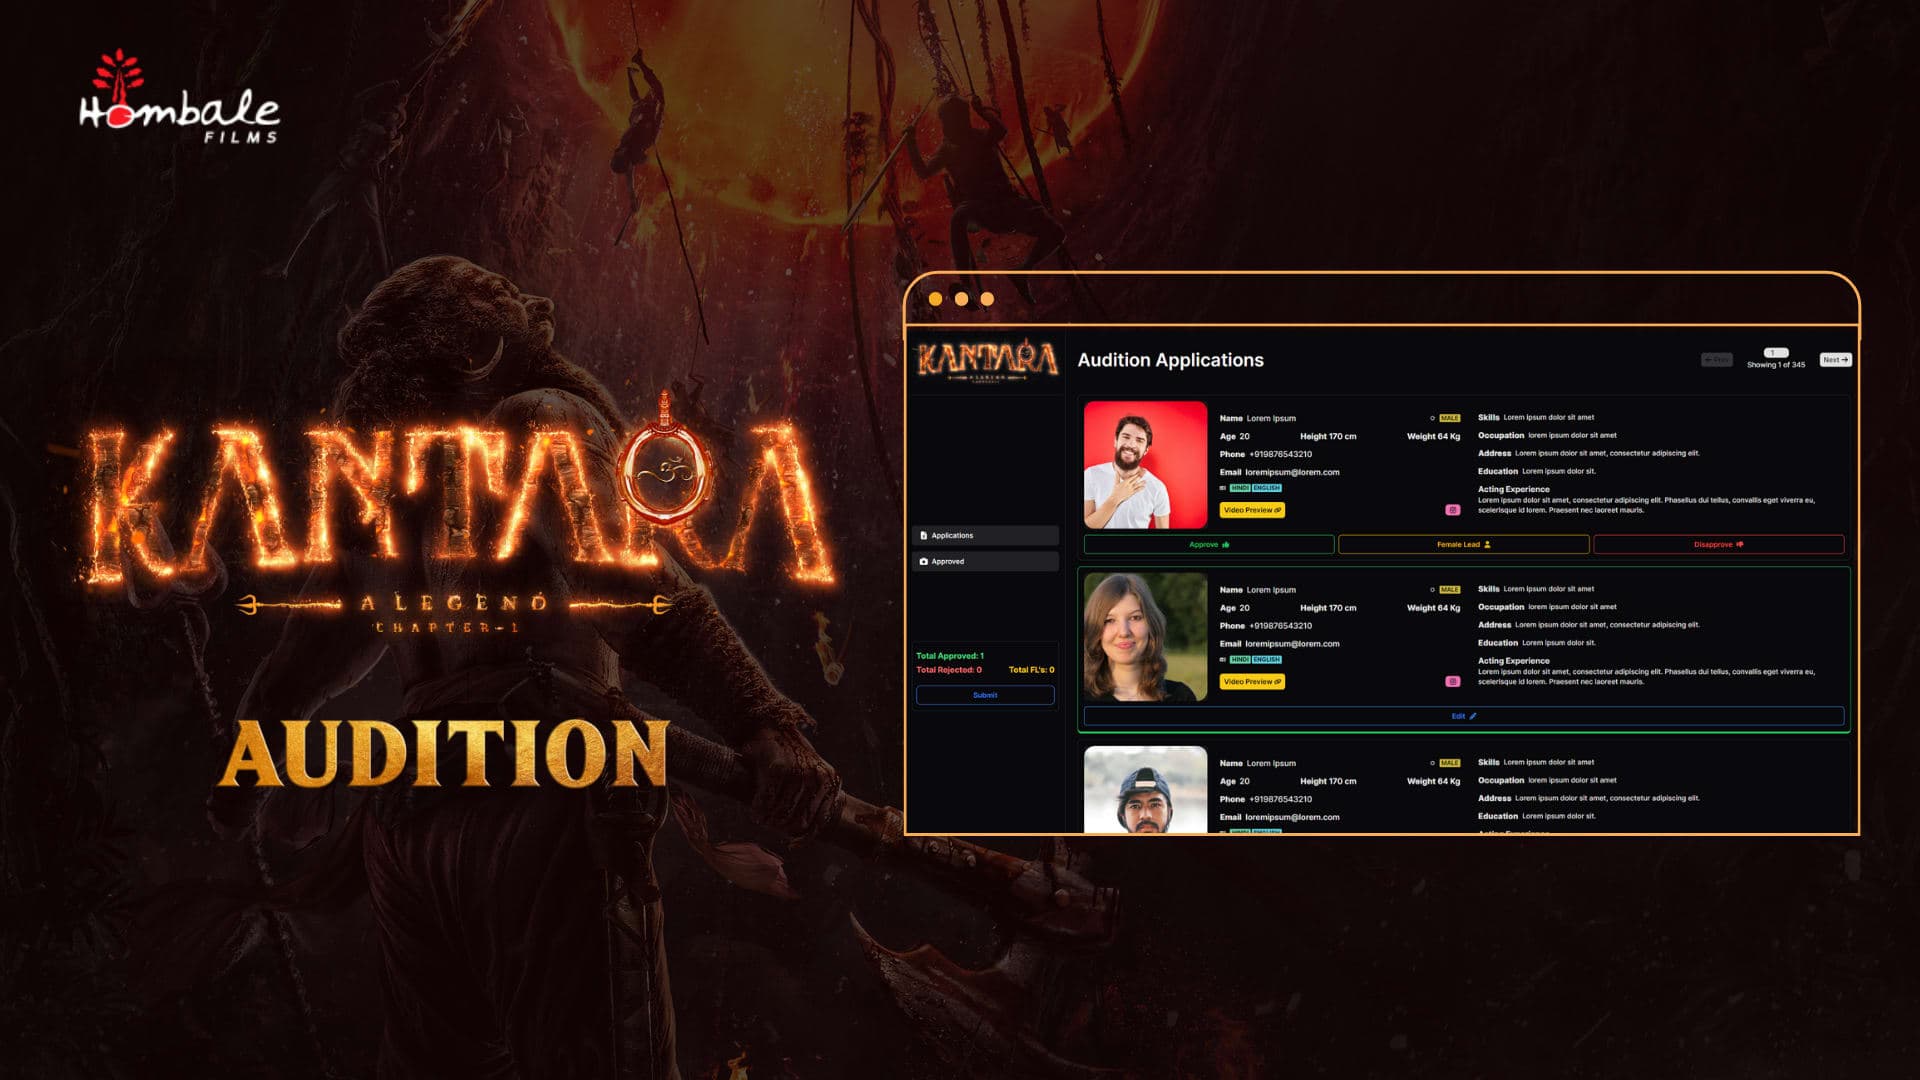 Hombale
FILMS
KANTARA
A LEGEND
CHAPTER-1
AUDITION
KANTARA
A LEGEND
Audition Applications
← Prev
1
Showing 1 of 345
Next →
Applications
Approved
Total Approved: 1
Total Rejected: 0 Total FL's: 0
Submit
Name Lorem Ipsum MALE
Age 20 Height 170 cm Weight 64 Kg
Phone +919876543210
Email loremipsum@lorem.com
HINDI ENGLISH
Video Preview
Skills Lorem ipsum dolor sit amet
Occupation lorem ipsum dolor sit amet
Address Lorem ipsum dolor sit amet, consectetur adipiscing elit.
Education Lorem ipsum dolor sit.
Acting Experience
Lorem ipsum dolor sit amet, consectetur adipiscing elit. Phasellus dui tellus, convallis eget viverra eu,
scelerisque id lorem. Praesent nec laoreet mauris.
Approve Female Lead Disapprove
Name Lorem Ipsum MALE
Age 20 Height 170 cm Weight 64 Kg
Phone +919876543210
Email loremipsum@lorem.com
HINDI ENGLISH
Video Preview
Skills Lorem ipsum dolor sit amet
Occupation lorem ipsum dolor sit amet
Address Lorem ipsum dolor sit amet, consectetur adipiscing elit.
Education Lorem ipsum dolor sit.
Acting Experience
Lorem ipsum dolor sit amet, consectetur adipiscing elit. Phasellus dui tellus, convallis eget viverra eu,
scelerisque id lorem. Praesent nec laoreet mauris.
Edit
Name Lorem Ipsum MALE
Age 20 Height 170 cm Weight 64 Kg
Phone +919876543210
Email loremipsum@lorem.com
Skills Lorem ipsum dolor sit amet
Occupation lorem ipsum dolor sit amet
Address Lorem ipsum dolor sit amet, consectetur adipiscing elit.
Education Lorem ipsum dolor sit.